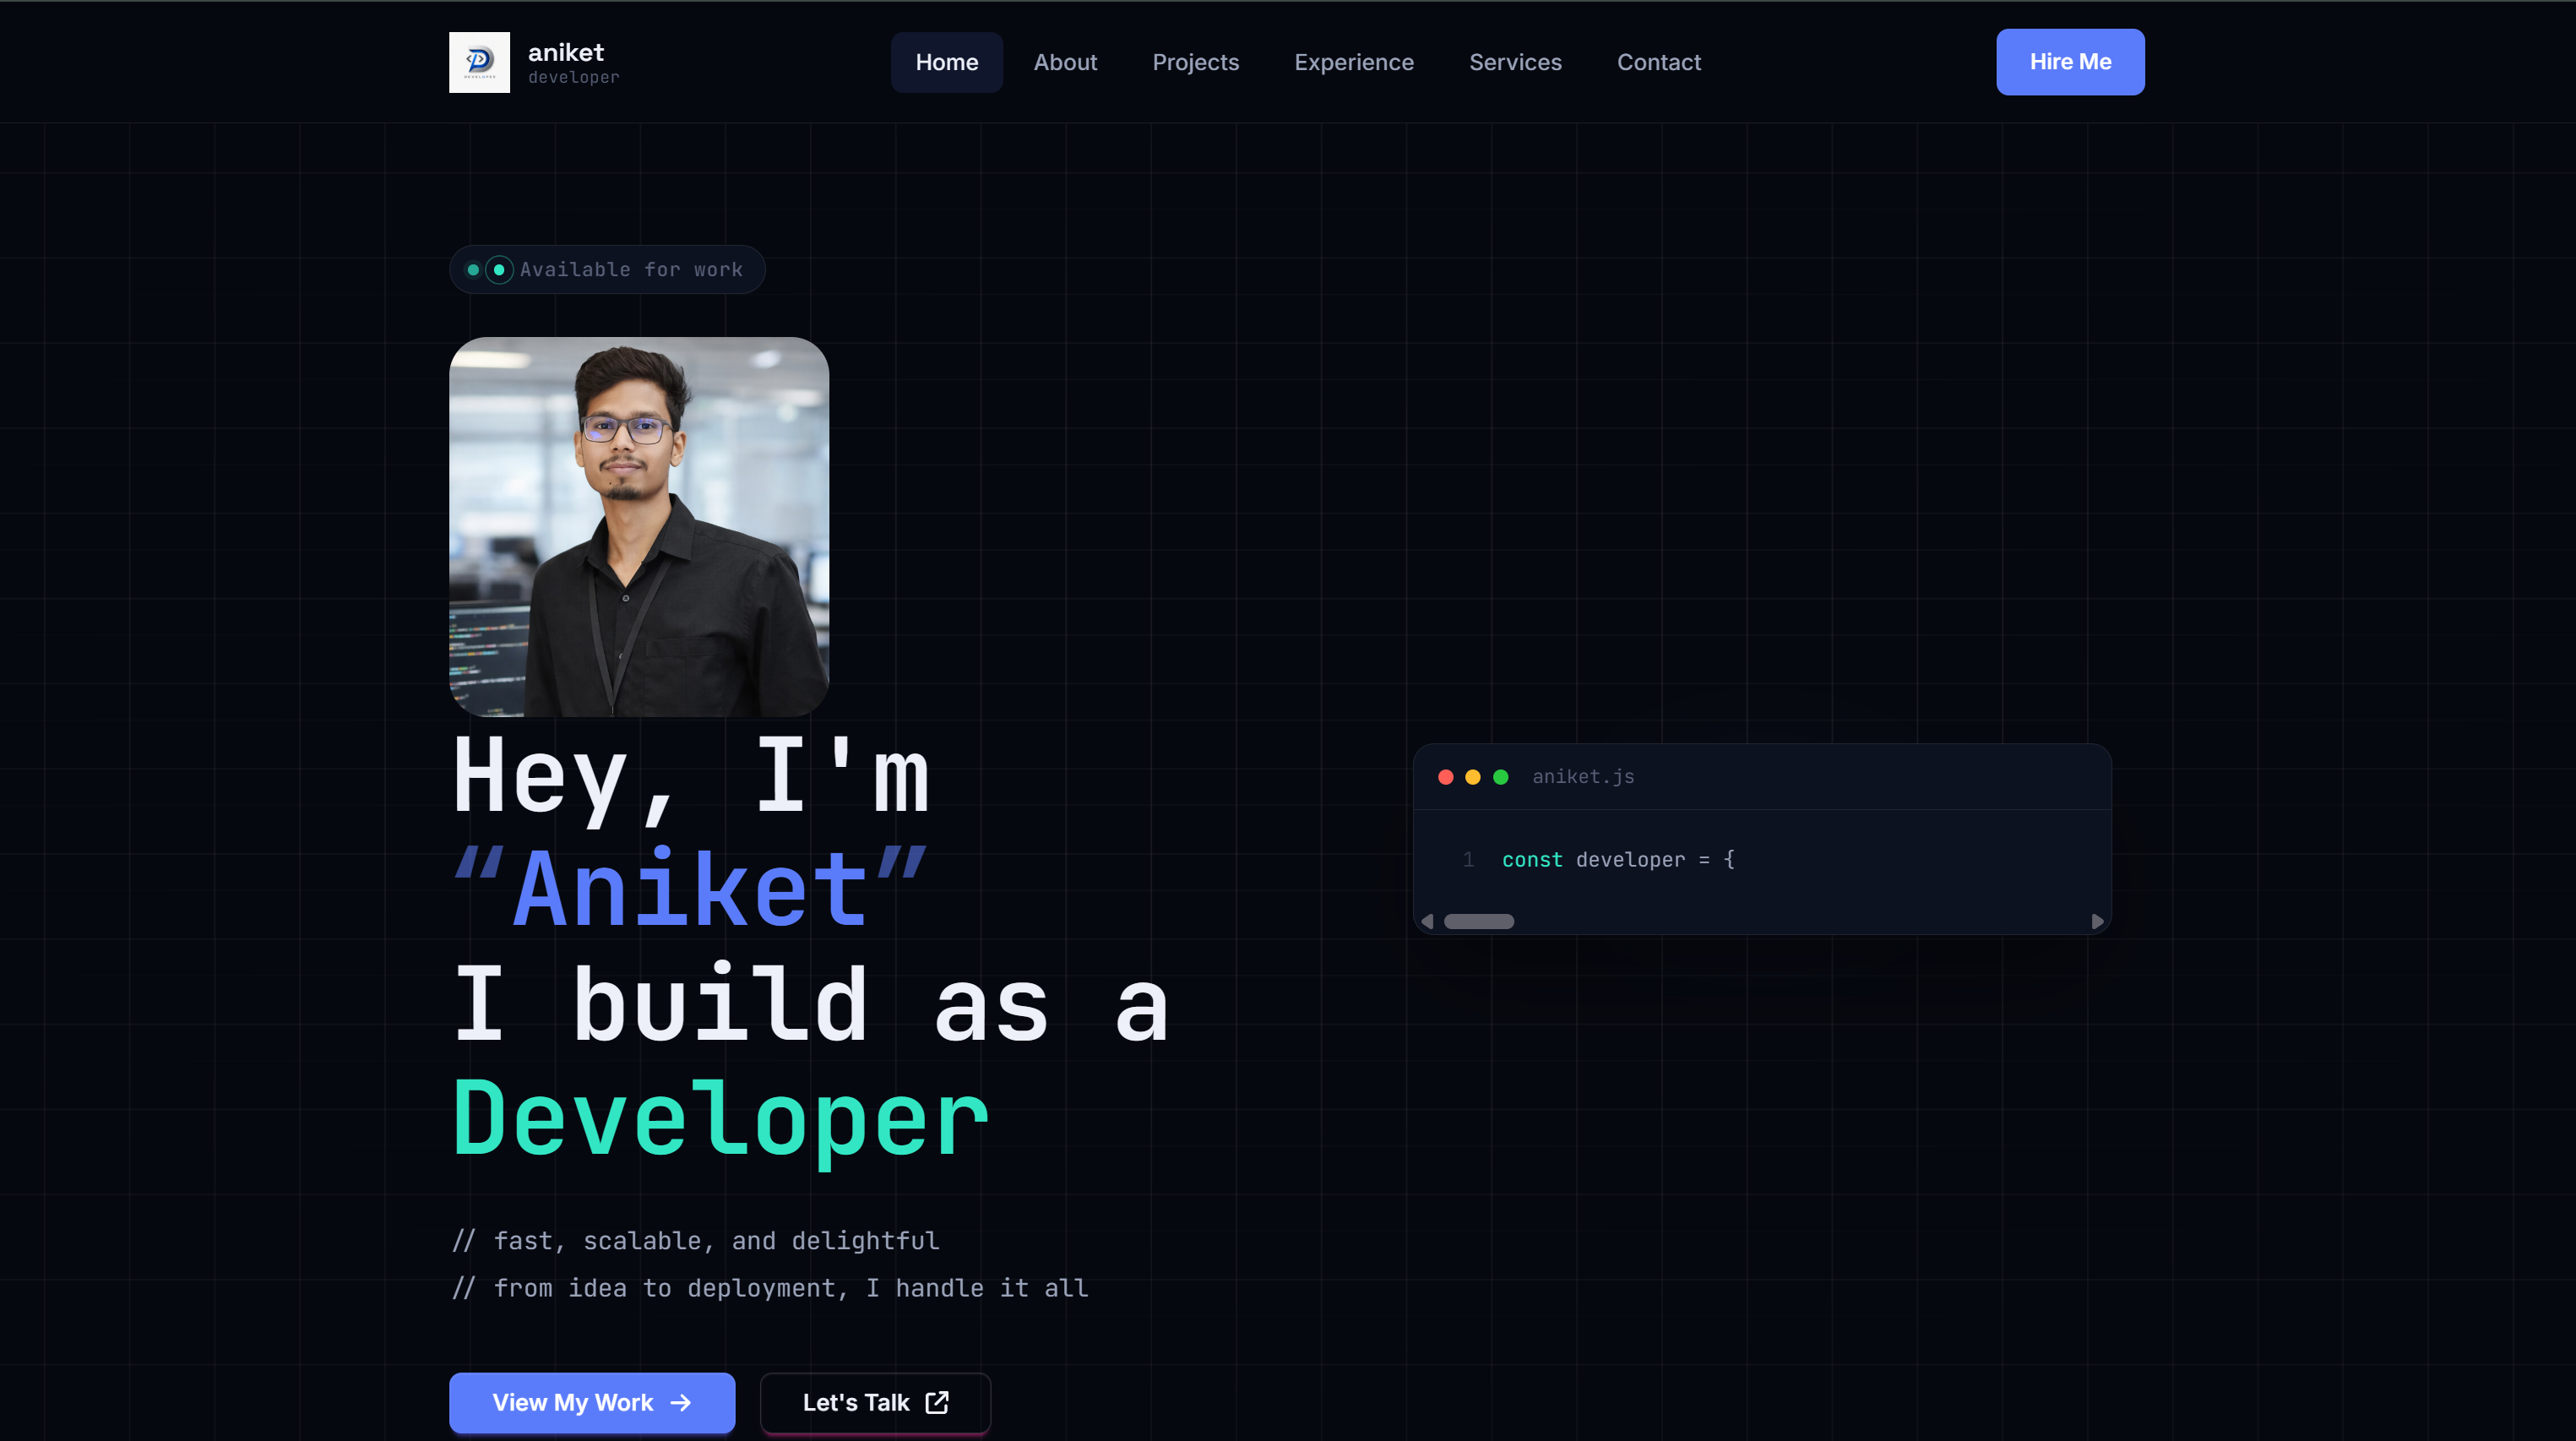 DEVELOPER
aniket
developer
Home About Projects Experience Services Contact
Hire Me
Available for work
Hey, I'm
“Aniket”
I build as a
Developer
// fast, scalable, and delightful
// from idea to deployment, I handle it all
View My Work →
Let's Talk
aniket.js
1 const developer = {